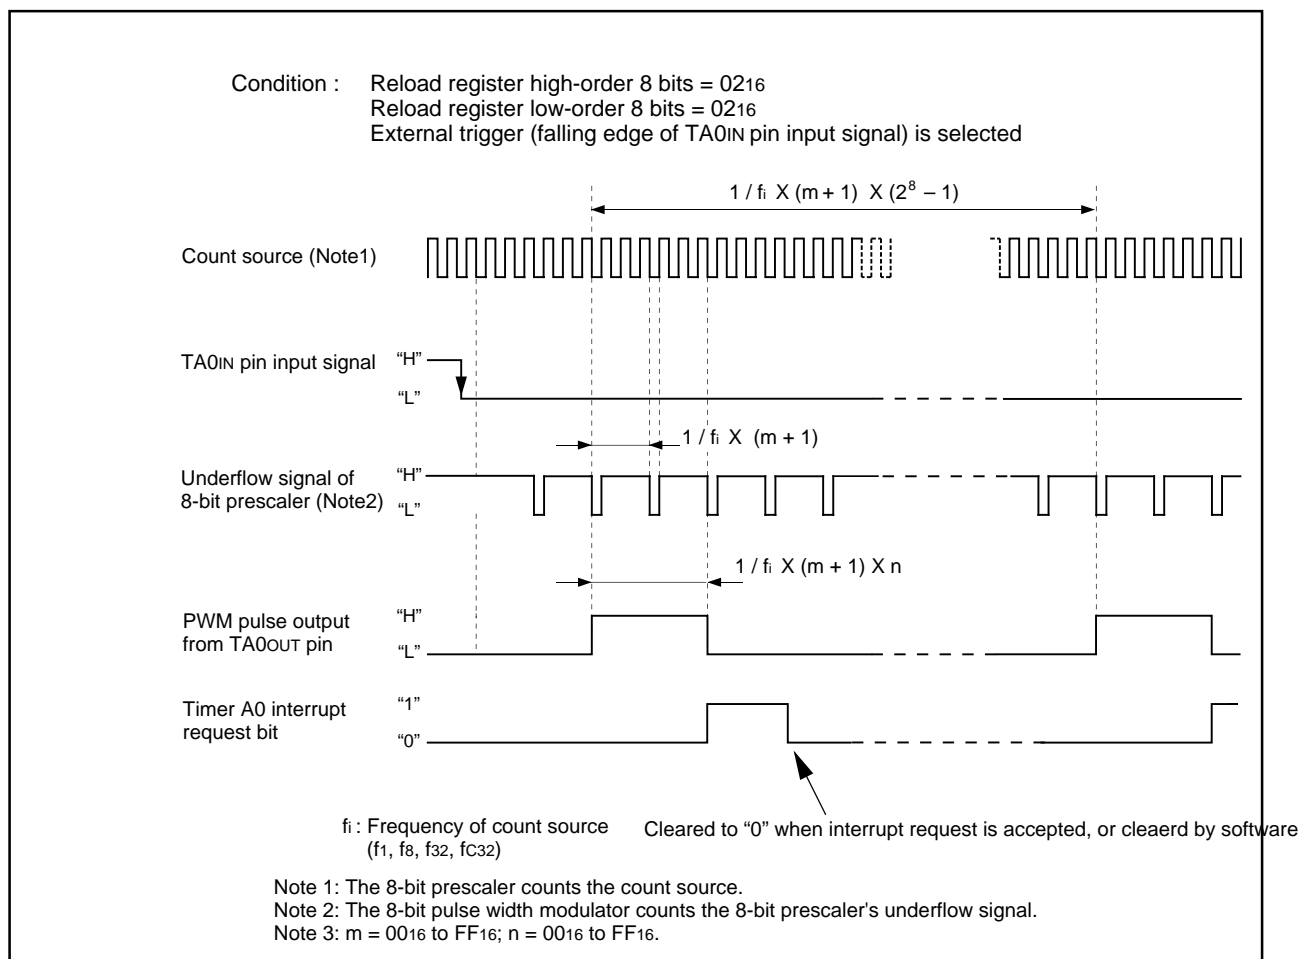 Condition : Reload register high-order 8 bits = 0216
Reload register low-order 8 bits = 0216
External trigger (falling edge of TA0IN pin input signal) is selected
1 / fi X (m + 1) X (2^8 – 1)
Count source (Note1)
TA0IN pin input signal
“H”
“L”
1 / fi X (m + 1)
Underflow signal of
8-bit prescaler (Note2)
“H”
“L”
1 / fi X (m + 1) X n
PWM pulse output
from TA0OUT pin
“H”
“L”
Timer A0 interrupt
request bit
“1”
“0”
fi : Frequency of count source
(f1, f8, f32, fC32)
Cleared to “0” when interrupt request is accepted, or cleaerd by software
Note 1: The 8-bit prescaler counts the count source.
Note 2: The 8-bit pulse width modulator counts the 8-bit prescaler's underflow signal.
Note 3: m = 0016 to FF16; n = 0016 to FF16.